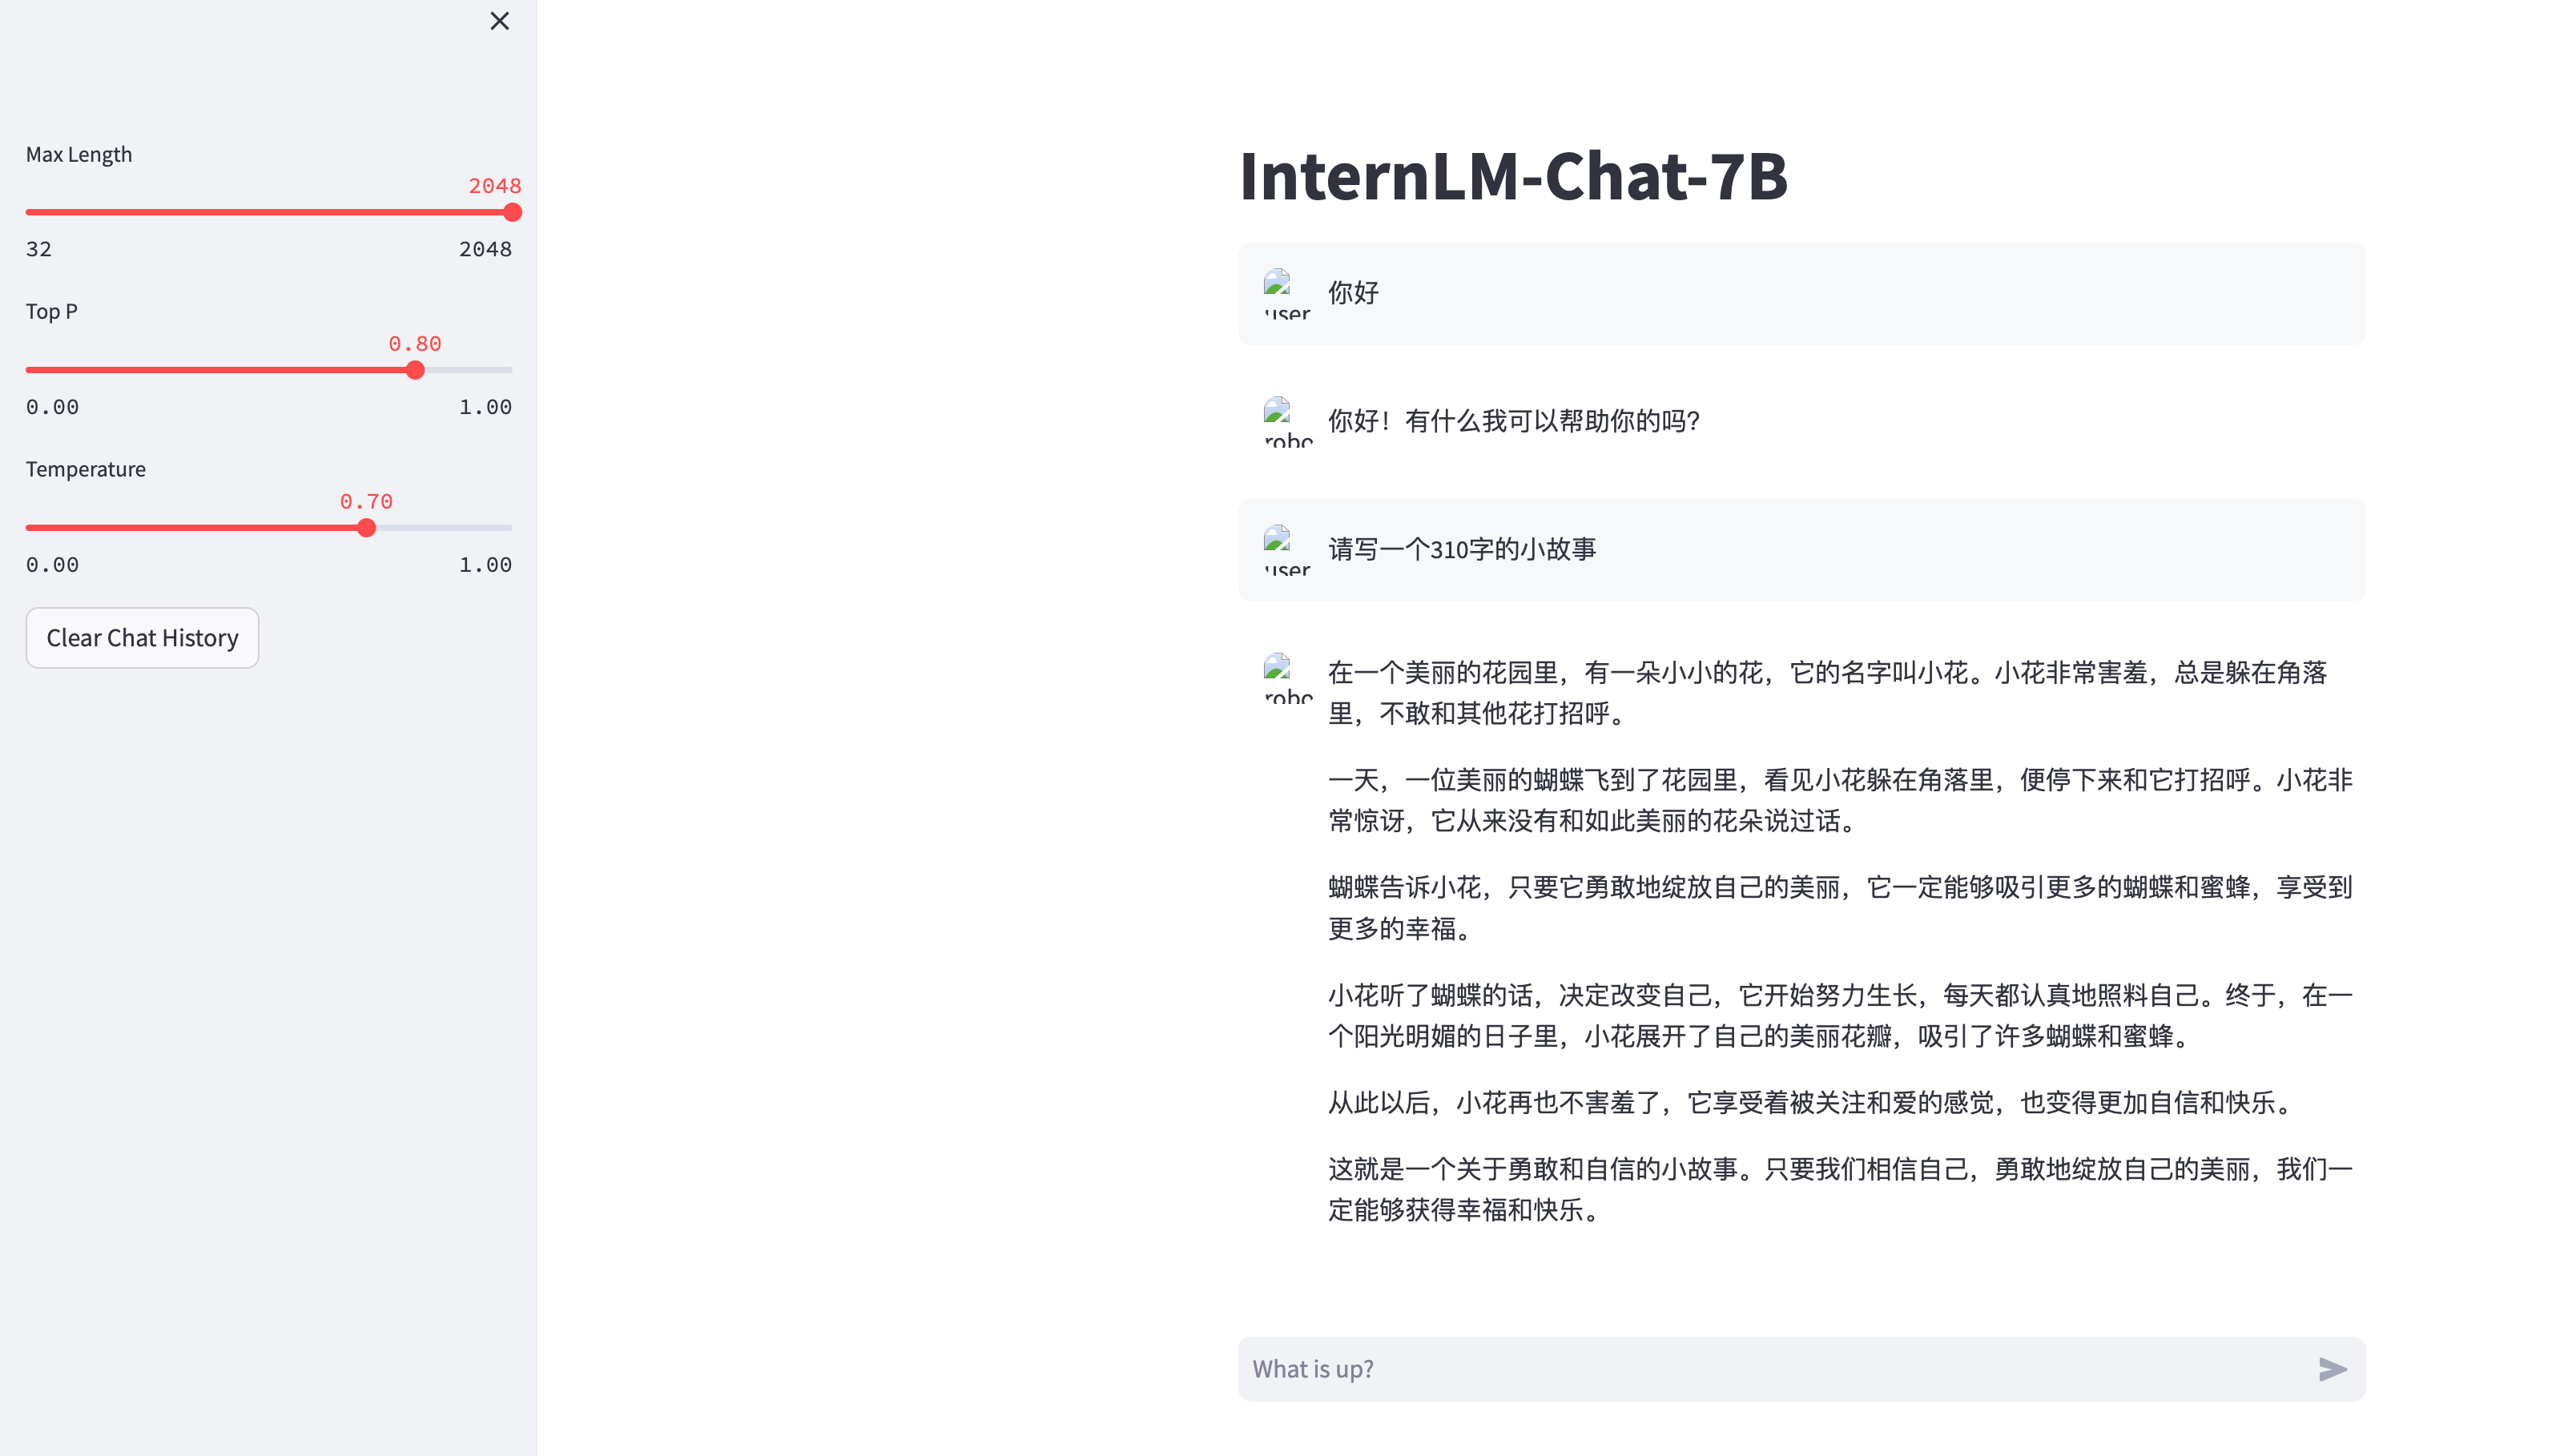 Max Length
2048
32 2048
Top P
0.80
0.00 1.00
Temperature
0.70
0.00 1.00
Clear Chat History
InternLM-Chat-7B
user
你好
你好！有什么我可以帮助你的吗？
user
请写一个310字的小故事
在一个美丽的花园里，有一朵小小的花，它的名字叫小花。小花非常害羞，总是躲在角落
里，不敢和其他花打招呼。
一天，一位美丽的蝴蝶飞到了花园里，看见小花躲在角落里，便停下来和它打招呼。小花非
常惊讶，它从来没有和如此美丽的花朵说过话。
蝴蝶告诉小花，只要它勇敢地绽放自己的美丽，它一定能够吸引更多的蝴蝶和蜜蜂，享受到
更多的幸福。
小花听了蝴蝶的话，决定改变自己，它开始努力生长，每天都认真地照料自己。终于，在一
个阳光明媚的日子里，小花展开了自己的美丽花瓣，吸引了许多蝴蝶和蜜蜂。
从此以后，小花再也不害羞了，它享受着被关注和爱的感觉，也变得更加自信和快乐。
这就是一个关于勇敢和自信的小故事。只要我们相信自己，勇敢地绽放自己的美丽，我们一
定能够获得幸福和快乐。
What is up?